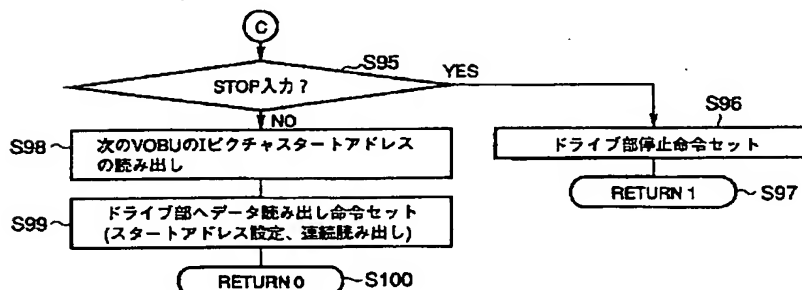 C
S95
STOP入力？
YES
NO
S96
S98
次のVOBUのIピクチャスタートアドレス
の読み出し
ドライブ部停止命令セット
RETURN 1
S97
S99
ドライブ部へデータ読み出し命令セット
(スタートアドレス設定、連続読み出し)
RETURN 0
S100